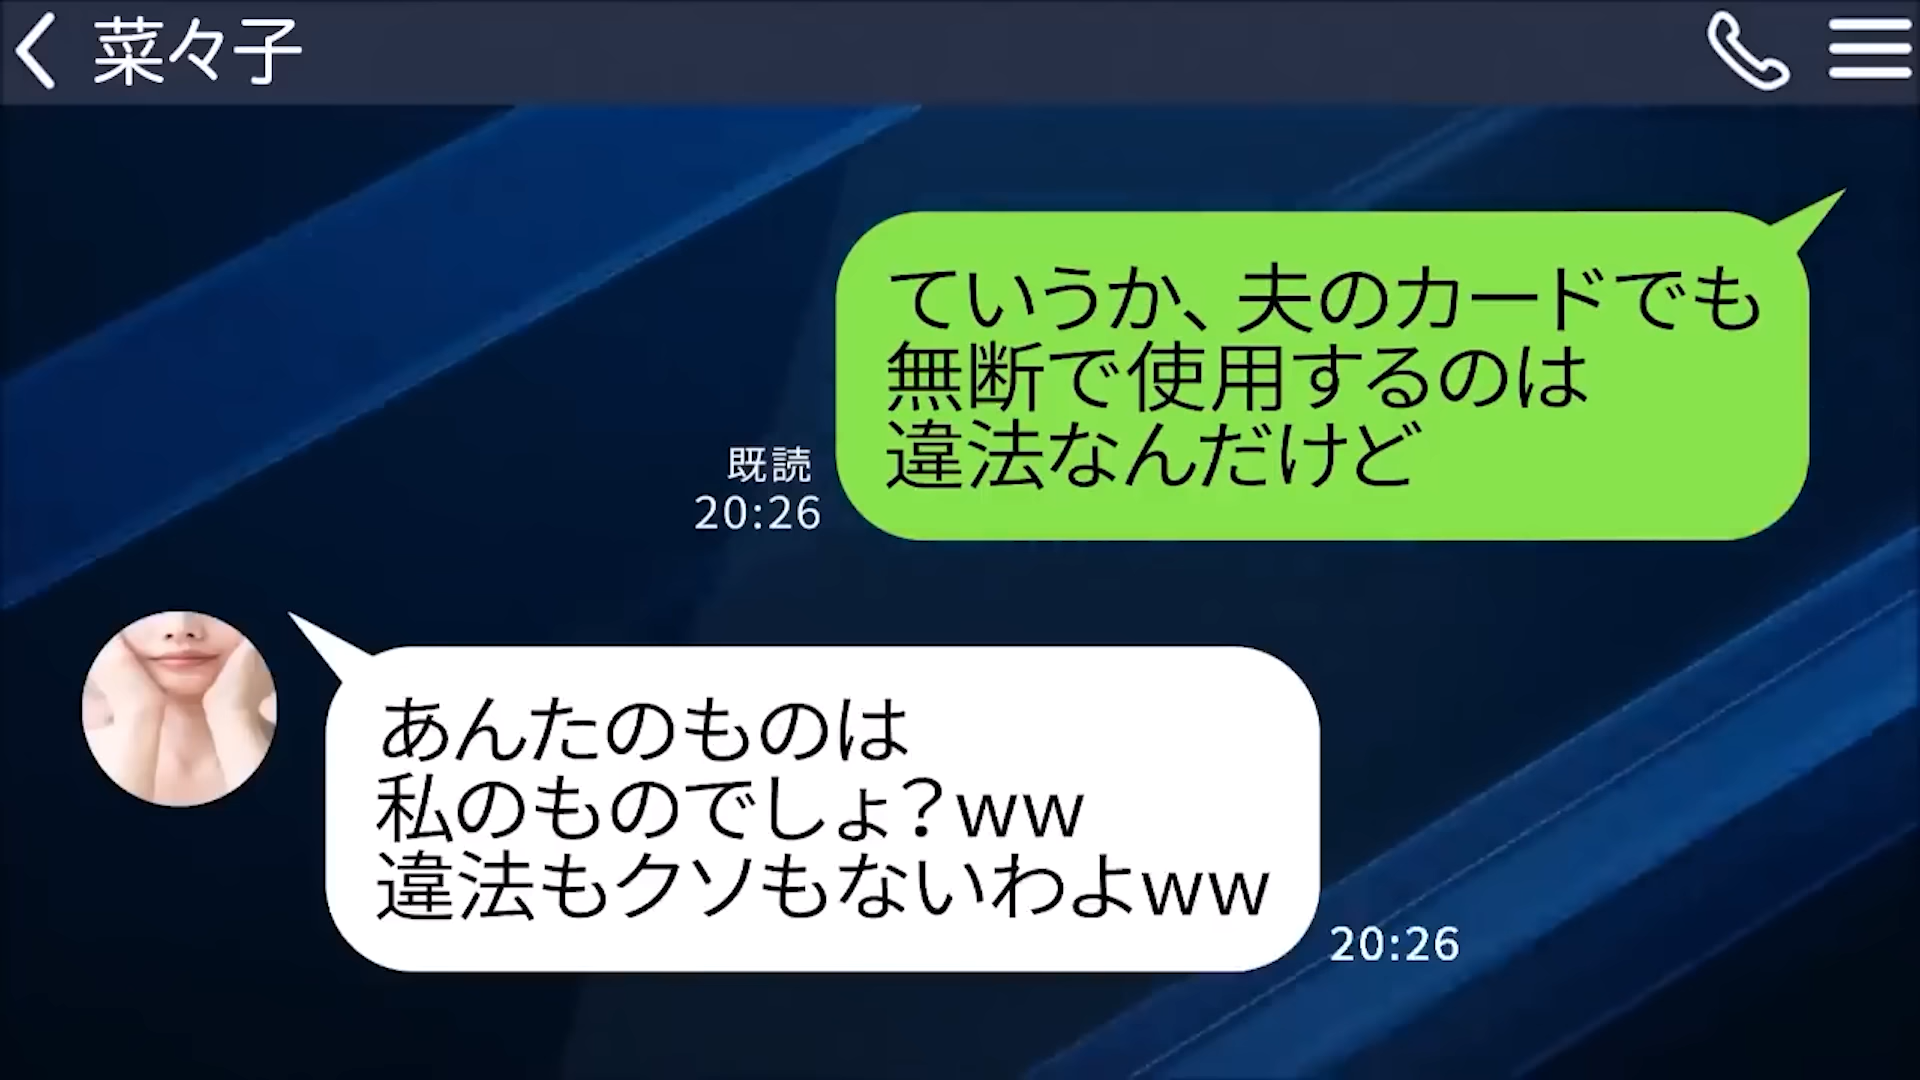 菜々子
ていうか、夫のカードでも
無断で使用するのは
違法なんだけど
既読
20:26
あんたのものは
私のものでしょ？ww
違法もクソもないわよww
20:26